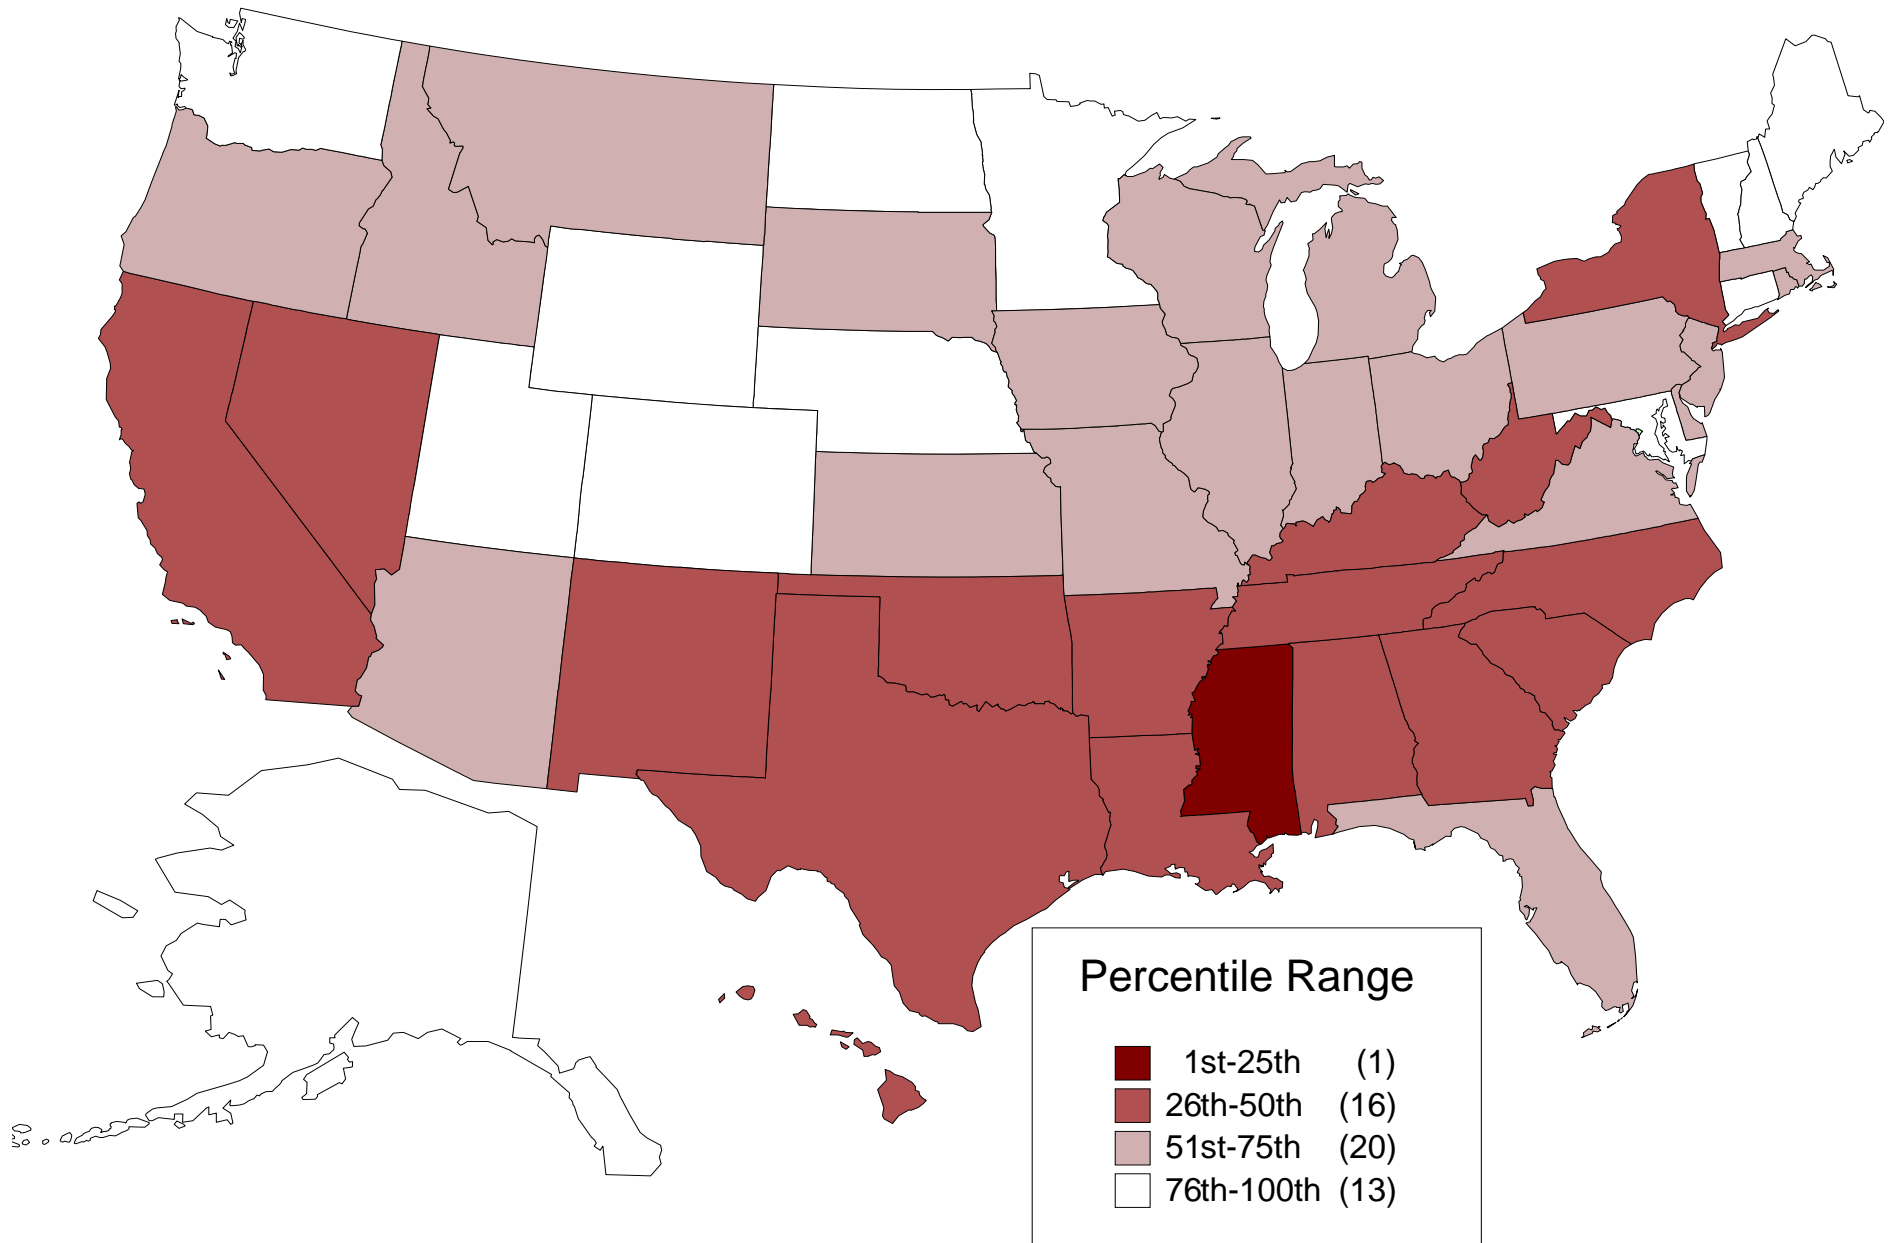 Percentile Range
1st-25th (1)
26th-50th (16)
51st-75th (20)
76th-100th (13)